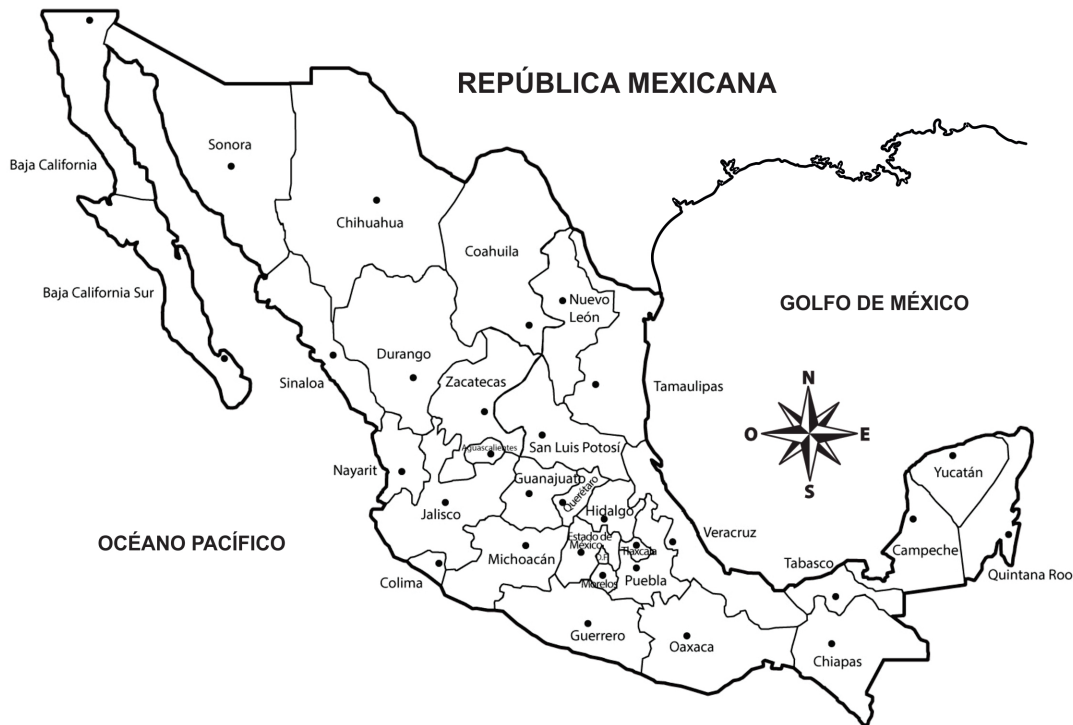 REPÚBLICA MEXICANA
Sonora
Baja California
Chihuahua
Coahuila
Baja California Sur
Nuevo
León
GOLFO DE MÉXICO
Durango
Sinaloa
Zacatecas
Tamaulipas
N
O
E
S
Aguascalientes
San Luis Potosí
Nayarit
Yucatán
Guanajuato
Querétaro
Jalisco
Hidalgo
Veracruz
OCÉANO PACÍFICO
Estado de
México
D.F.
Tlaxcala
Campeche
Michoacán
Tabasco
Quintana Roo
Colima
Morelos
Puebla
Guerrero
Oaxaca
Chiapas